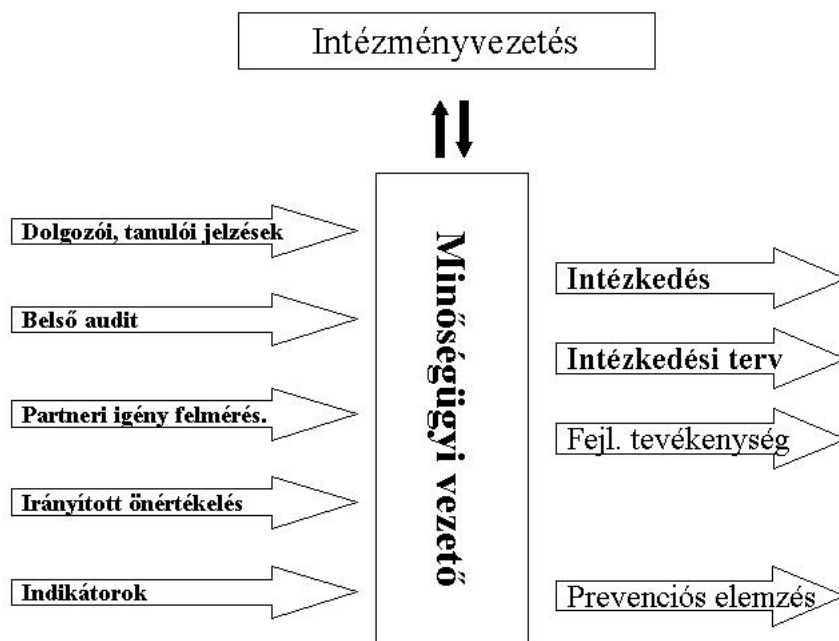 Intézményvezetés
Dolgozói, tanulói jelzések
Belső audit
Partneri igény felmérés.
Irányított önértékelés
Indikátorok
Minőségügyi vezető
Intézkedés
Intézkedési terv
Fejl. tevékenység
Prevenciós elemzés